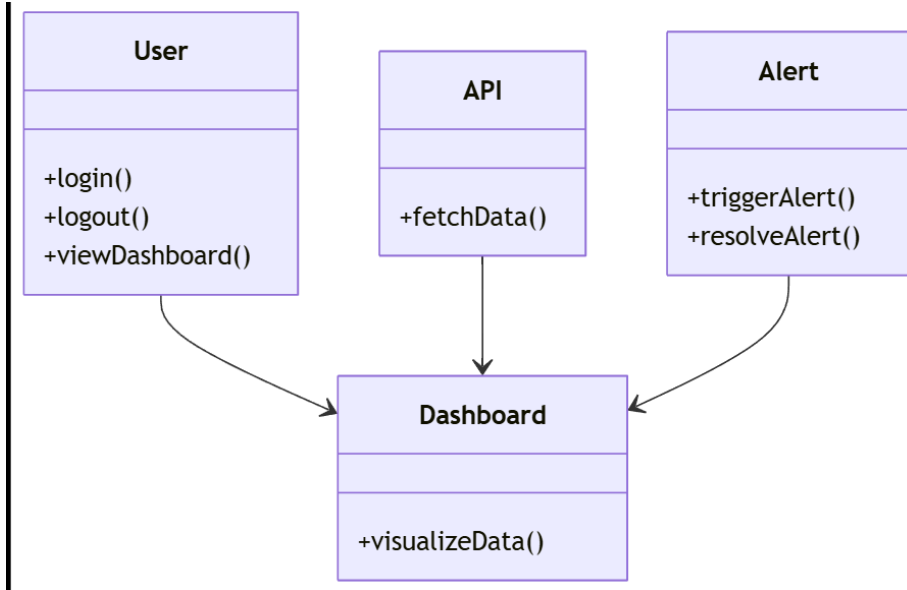 User
+login()
+logout()
+viewDashboard()
API
+fetchData()
Alert
+triggerAlert()
+resolveAlert()
Dashboard
+visualizeData()